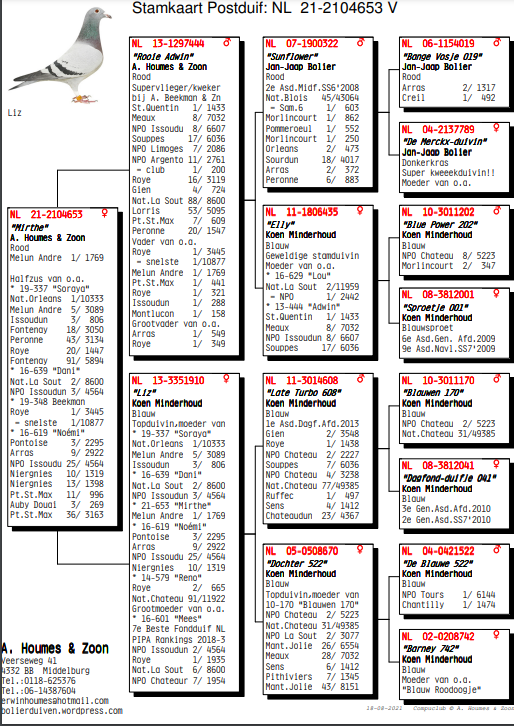 Stamkaart Postduif: NL 21-2104653 V
Liz
NL 21-2104653 ♀
"Mirthe"
A. Houmes & Zoon
Rood
Melun Andre 1/ 1769
Halfzus van o.a.
* 19-337 "Soraya"
Nat.Orleans 1/10333
Melun Andre 5/ 3089
Issoudun 3/ 806
Fontenay 18/ 3050
Peronne 43/ 3134
Roye 20/ 1447
Fontenay 91/ 5894
* 16-639 "Dani"
Nat.La Sout 2/ 8600
NPO Issoudun 3/ 4564
* 19-348 Beekman
Roye 1/ 3445
– snelste 1/10877
* 16-619 "Noémi"
Pontoise 3/ 2295
Arras 9/ 2922
NPO Issoudu 25/ 4564
Niergnies 10/ 1319
Niergnies 13/ 1398
Pt.St.Max 11/ 996
Auby Douai 3/ 269
Pt.St.Max 36/ 3163
NL 13-1297444 ♂
"Rooie Adwin"
A. Houmes & Zoon
Rood
Supervlieger/kweker
bij A. Beekman & Zn
St.Quentin 1/ 1433
Meaux 8/ 7032
NPO Issoudu 8/ 6607
Souppes 17/ 6036
NPO Limoges 7/ 2086
NPO Argento 11/ 2761
– club 1/ 200
Roye 16/ 3119
Gien 4/ 724
Nat.La Sout 88/ 8600
Lorris 53/ 5095
Pt.St.Max 7/ 609
Peronne 20/ 1547
Vader van o.a.
Roye 1/ 3445
– snelste 1/10877
Melun Andre 1/ 1769
Pt.St.Max 1/ 441
Roye 1/ 321
Issoudun 1/ 288
Montlucon 1/ 158
Grootvader van o.a.
Arras 1/ 549
Roye 1/ 349
NL 13-3351910 ♀
"Liz"
Koen Minderhoud
Blauw
Topduivin,moeder van
* 19-337 "Soraya"
Nat.Orleans 1/10333
Melun Andre 5/ 3089
Issoudun 3/ 806
* 16-639 "Dani"
Nat.La Sout 2/ 8600
NPO Issoudun 3/ 4564
* 21-653 "Mirthe"
Melun Andre 1/ 1769
* 16-619 "Noémi"
Pontoise 3/ 2295
Arras 9/ 2922
NPO Issoudu 25/ 4564
Niergnies 10/ 1319
* 14-579 "Reno"
Roye 2/ 665
Nat.Chateau 91/11922
Grootmoeder van o.a.
* 16-601 "Mees"
7e Beste Fondduif NL
PIPA Rankings 2018-3
NPO Issoudun 2/ 4564
Roye 1/ 1935
Nat.La Sout 6/ 8600
NPO Chateaur 7/ 1954
NL 07-1900322 ♂
"Sunflower"
Jan-Jaap Bolier
Rood
2e Asd.Midf.SS6'2008
Nat.Blois 45/43064
– Sam.6 1/ 603
Morlincourt 1/ 862
Pommeroeul 1/ 552
Morlincourt 1/ 250
Orleans 2/ 473
Sourdun 18/ 4017
Arras 2/ 372
Peronne 6/ 883
NL 11-1806435 ♀
"Elly"
Koen Minderhoud
Blauw
Geweldige stamduivin
Moeder van o.a.
* 16-629 "Lou"
Nat.La Sout 2/11959
– NPO 1/ 2442
* 13-444 "Adwin"
St.Quentin 1/ 1433
Meaux 8/ 7032
NPO Issoudun 8/ 6607
Souppes 17/ 6036
NL 11-3014608 ♂
"Late Turbo 608"
Koen Minderhoud
Blauw
1e Asd.Dagf.Afd.2013
Gien 2/ 3548
Roye 1/ 1438
NPO Chateau 2/ 2227
Souppes 7/ 6036
NPO Chateau 4/ 3238
Nat.Chateau 77/49385
Ruffec 1/ 497
Sens 4/ 1412
Chateaudun 23/ 4367
NL 05-0508670 ♀
"Dochter 522"
Koen Minderhoud
Blauw
Topduivin,moeder van
10-170 "Blauwen 170"
NPO Chateau 2/ 5223
Nat.Chateau 31/49385
NPO La Sout 2/ 3077
Mant.Jolie 26/ 6554
Meaux 28/ 7032
Sens 6/ 1412
Pithiviers 7/ 1345
Mant.Jolie 43/ 8151
NL 06-1154019 ♂
"Bange Vosje 019"
Jan-Jaap Bolier
Rood
Arras 2/ 1317
Creil 1/ 492
NL 04-2137789 ♀
"De Merckx-duivin"
Jan-Jaap Bolier
Donkerkras
Super kweeekduivin!!
Moeder van o.a.
NL 10-3011202 ♂
"Blue Power 202"
Koen Minderhoud
Blauw
NPO Chateau 8/ 5223
Morlincourt 2/ 347
NL 08-3812001 ♀
"Sproetje 001"
Koen Minderhoud
Blauwsproet
6e Asd.Gen. Afd.2009
9e Asd.Navl.SS7'2009
NL 10-3011170 ♂
"Blauwen 170"
Koen Minderhoud
Blauw
NPO Chateau 2/ 5223
Nat.Chateau 31/49385
NL 08-3812041 ♀
"Dagfond-duifje 041"
Koen Minderhoud
Blauw
3e Gen.Asd.Afd.2010
2e Gen.Asd.SS7'2010
NL 04-0421522 ♂
"De Blauwe 522"
Koen Minderhoud
Blauw
NPO Tours 1/ 6144
Chantilly 1/ 1474
NL 02-0208742 ♀
"Barney 742"
Koen Minderhoud
Blauw
Moeder van o.a.
"Blauw Roodoogje"
A. Houmes & Zoon
Veerseweg 41
4332 BB Middelburg
Tel.:0118-625376
Tel.:06-14387604
erwinhoumes@hotmail.com
bolierduiven.wordpress.com
18-08-2021 Compuclub © A. Houmes & Zoon